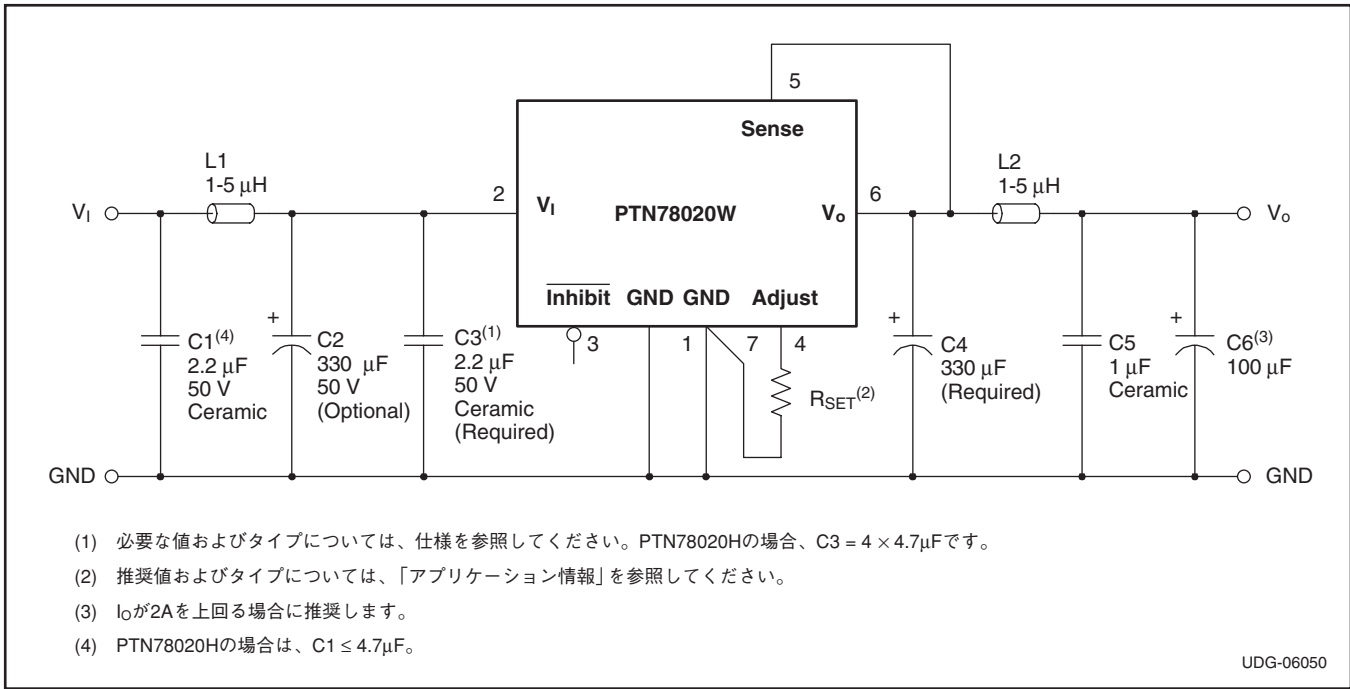 5
Sense
L1
1-5 μH
L2
1-5 μH
2
6
VI
VI
PTN78020W
Vo
Vo
Inhibit GND GND Adjust
3
1
7
4
C1(4)
2.2 μF
50 V
Ceramic
+
C2
330 μF
50 V
(Optional)
C3(1)
2.2 μF
50 V
Ceramic
(Required)
RSET(2)
+
C4
330 μF
(Required)
C5
1 μF
Ceramic
+
C6(3)
100 μF
GND
GND
(1) 必要な値およびタイプについては、仕様を参照してください。PTN78020Hの場合、C3 = 4 × 4.7μFです。
(2) 推奨値およびタイプについては、「アプリケーション情報」を参照してください。
(3) IOが2Aを上回る場合に推奨します。
(4) PTN78020Hの場合は、C1 ≤ 4.7μF。
UDG-06050